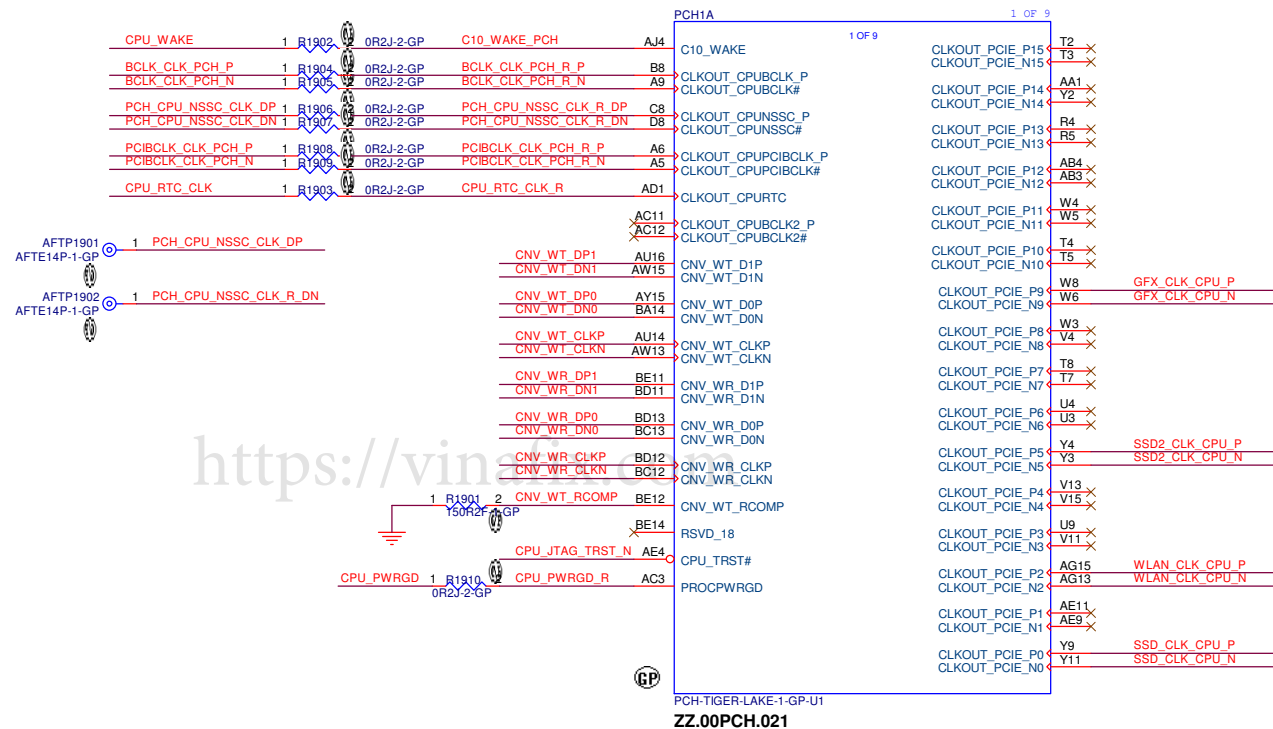 PCH1A 1 OF 9
1 OF 9
CPU_WAKE 1 R1902 2 0R2J-2-GP C10_WAKE_PCH AJ4 C10_WAKE
BCLK_CLK_PCH_P 1 R1904 2 0R2J-2-GP BCLK_CLK_PCH_R_P B8 CLKOUT_CPUBCLK_P
BCLK_CLK_PCH_N 1 R1905 2 0R2J-2-GP BCLK_CLK_PCH_R_N A9 CLKOUT_CPUBCLK#
PCH_CPU_NSSC_CLK_DP 1 R1906 2 0R2J-2-GP PCH_CPU_NSSC_CLK_R_DP C8 CLKOUT_CPUNSSC_P
PCH_CPU_NSSC_CLK_DN 1 R1907 2 0R2J-2-GP PCH_CPU_NSSC_CLK_R_DN D8 CLKOUT_CPUNSSC#
PCIBCLK_CLK_PCH_P 1 R1908 2 0R2J-2-GP PCIBCLK_CLK_PCH_R_P A6 CLKOUT_CPUPCIBCLK_P
PCIBCLK_CLK_PCH_N 1 R1909 2 0R2J-2-GP PCIBCLK_CLK_PCH_R_N A5 CLKOUT_CPUPCIBCLK#
CPU_RTC_CLK 1 R1903 2 0R2J-2-GP CPU_RTC_CLK_R AD1 CLKOUT_CPURTC
AC11 CLKOUT_CPUBCLK2_P
AC12 CLKOUT_CPUBCLK2#
AFTP1901 1 PCH_CPU_NSSC_CLK_DP
AFTE14P-1-GP
AFTP1902 1 PCH_CPU_NSSC_CLK_R_DN
AFTE14P-1-GP
CNV_WT_DP1 AU16 CNV_WT_D1P
CNV_WT_DN1 AW15 CNV_WT_D1N
CNV_WT_DP0 AY15 CNV_WT_D0P
CNV_WT_DN0 BA14 CNV_WT_D0N
CNV_WT_CLKP AU14 CNV_WT_CLKP
CNV_WT_CLKN AW13 CNV_WT_CLKN
CNV_WR_DP1 BE11 CNV_WR_D1P
CNV_WR_DN1 BD11 CNV_WR_D1N
CNV_WR_DP0 BD13 CNV_WR_D0P
CNV_WR_DN0 BC13 CNV_WR_D0N
CNV_WR_CLKP BD12 CNV_WR_CLKP
CNV_WR_CLKN BC12 CNV_WR_CLKN
1 R1901 2 CNV_WT_RCOMP BE12 CNV_WT_RCOMP
BE14 RSVD_18
CPU_JTAG_TRST_N AE4 CPU_TRST#
CPU_PWRGD 1 R1910 2 CPU_PWRGD_R AC3 PROCPWRGD
0R2J-2-GP
CLKOUT_PCIE_P15 T2
CLKOUT_PCIE_N15 T3
CLKOUT_PCIE_P14 AA1
CLKOUT_PCIE_N14 Y2
CLKOUT_PCIE_P13 R4
CLKOUT_PCIE_N13 R5
CLKOUT_PCIE_P12 AB4
CLKOUT_PCIE_N12 AB3
CLKOUT_PCIE_P11 W4
CLKOUT_PCIE_N11 W5
CLKOUT_PCIE_P10 T4
CLKOUT_PCIE_N10 T5
CLKOUT_PCIE_P9 W8 GFX_CLK_CPU_P
CLKOUT_PCIE_N9 W6 GFX_CLK_CPU_N
CLKOUT_PCIE_P8 W3
CLKOUT_PCIE_N8 V4
CLKOUT_PCIE_P7 T8
CLKOUT_PCIE_N7 T7
CLKOUT_PCIE_P6 U4
CLKOUT_PCIE_N6 U3
CLKOUT_PCIE_P5 Y4 SSD2_CLK_CPU_P
CLKOUT_PCIE_N5 Y3 SSD2_CLK_CPU_N
CLKOUT_PCIE_P4 V13
CLKOUT_PCIE_N4 V15
CLKOUT_PCIE_P3 U9
CLKOUT_PCIE_N3 V11
CLKOUT_PCIE_P2 AG15 WLAN_CLK_CPU_P
CLKOUT_PCIE_N2 AG13 WLAN_CLK_CPU_N
CLKOUT_PCIE_P1 AE11
CLKOUT_PCIE_N1 AE9
CLKOUT_PCIE_P0 Y9 SSD_CLK_CPU_P
CLKOUT_PCIE_N0 Y11 SSD_CLK_CPU_N
https://vinafix.com
GP
PCH-TIGER-LAKE-1-GP-U1
ZZ.00PCH.021